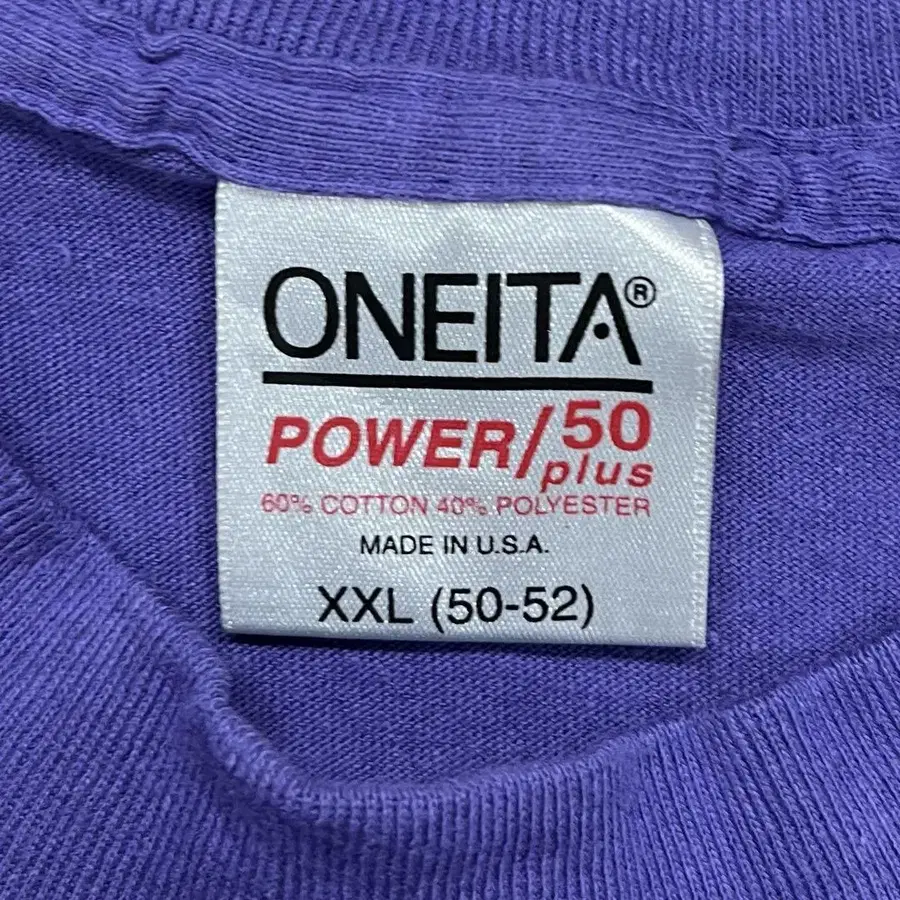 ONEITA®
POWER/50 plus
60% COTTON 40% POLYESTER
MADE IN U.S.A.
XXL (50-52)